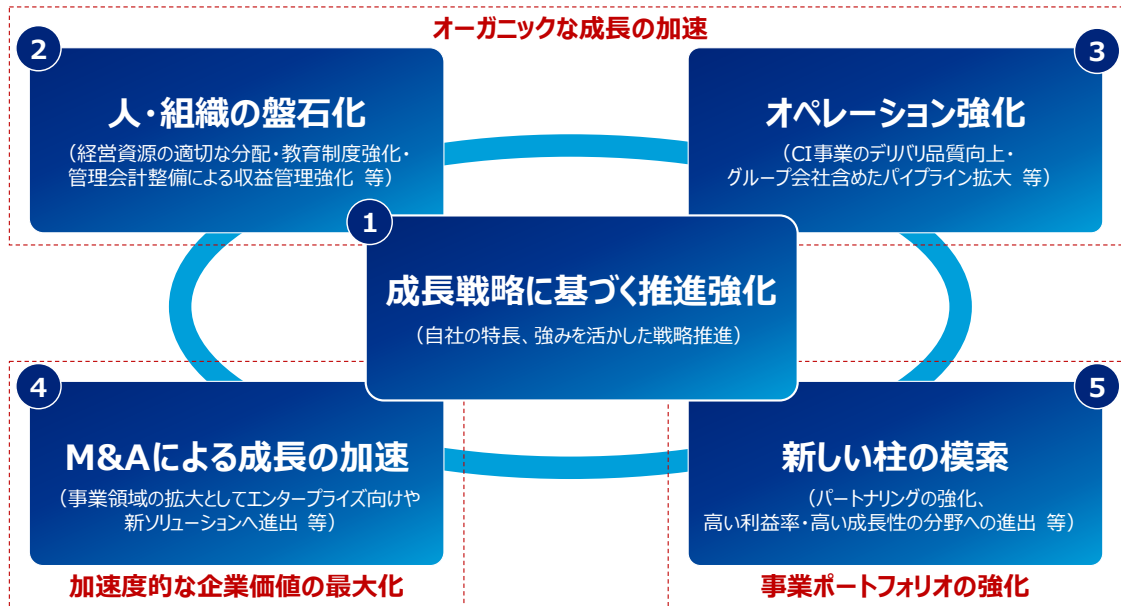 オーガニックな成長の加速
2
人・組織の盤石化
（経営資源の適切な分配・教育制度強化・
管理会計整備による収益管理強化 等）
3
オペレーション強化
（CI事業のデリバリ品質向上・
グループ会社含めたパイプライン拡大 等）
1
成長戦略に基づく推進強化
（自社の特長、強みを活かした戦略推進）
4
M&Aによる成長の加速
（事業領域の拡大としてエンタープライズ向けや
新ソリューションへ進出 等）
加速度的な企業価値の最大化
5
新しい柱の模索
（パートナリングの強化、
高い利益率・高い成長性の分野への進出 等）
事業ポートフォリオの強化